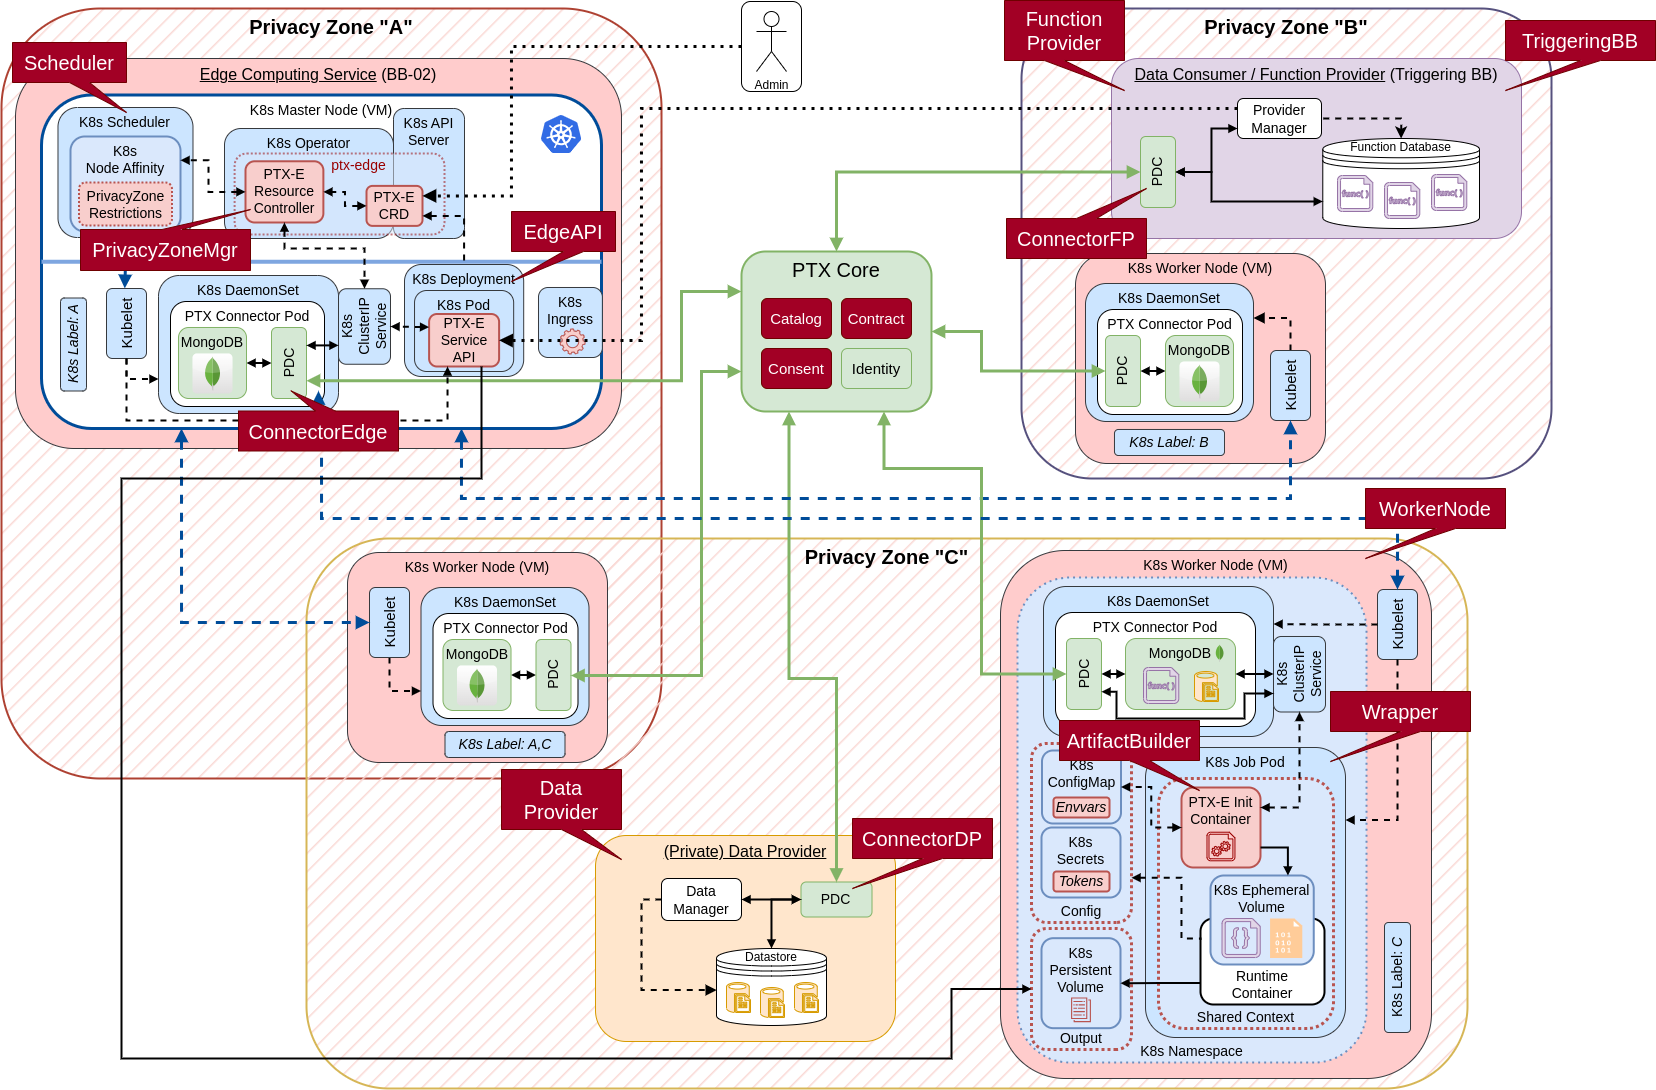 Privacy Zone "A"
Scheduler
Edge Computing Service (BB-02)
K8s Master Node (VM)
K8s Scheduler
K8s
Node Affinity
PrivacyZone
Restrictions
K8s Operator
ptx-edge
PTX-E
Resource
Controller
K8s API
Server
PTX-E
CRD
PrivacyZoneMgr
EdgeAPI
K8s Label: A
Kubelet
K8s DaemonSet
PTX Connector Pod
MongoDB
PDC
K8s
ClusterIP
Service
K8s Deployment
K8s Pod
PTX-E
Service
API
K8s
Ingress
ConnectorEdge
Admin
PTX Core
Catalog
Contract
Consent
Identity
Function
Provider
Privacy Zone "B"
TriggeringBB
Data Consumer / Function Provider (Triggering BB)
Provider
Manager
PDC
Function Database
func( )
func( )
func( )
ConnectorFP
K8s Worker Node (VM)
K8s DaemonSet
PTX Connector Pod
PDC
MongoDB
Kubelet
K8s Label: B
WorkerNode
Privacy Zone "C"
K8s Worker Node (VM)
Kubelet
K8s DaemonSet
PTX Connector Pod
MongoDB
PDC
K8s Label: A,C
Data
Provider
(Private) Data Provider
ConnectorDP
Data
Manager
PDC
Datastore
K8s Worker Node (VM)
K8s DaemonSet
PTX Connector Pod
PDC
MongoDB
func( )
K8s
ClusterIP
Service
Kubelet
Wrapper
ArtifactBuilder
K8s
ConfigMap
Envvars
K8s
Secrets
Tokens
Config
K8s
Persistent
Volume
Output
K8s Job Pod
PTX-E Init
Container
K8s Ephemeral
Volume
{ }
101
010
101
Runtime
Container
Shared Context
K8s Namespace
K8s Label: C